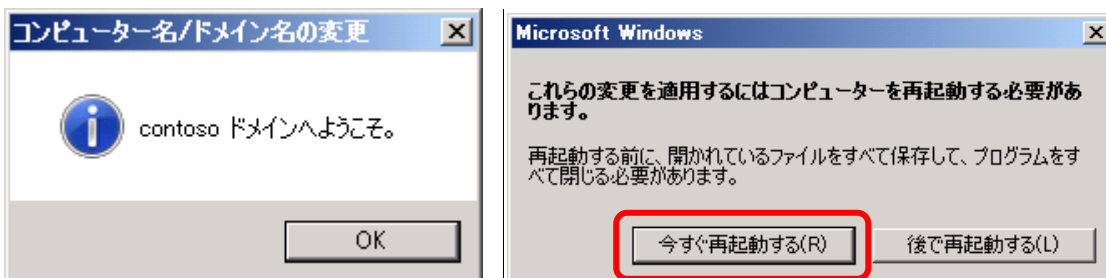 コンピューター名/ドメイン名の変更
contoso ドメインへようこそ。
OK
Microsoft Windows
これらの変更を適用するにはコンピューターを再起動する必要があ
ります。
再起動する前に、開かれているファイルをすべて保存して、プログラムをす
べて閉じる必要があります。
今すぐ再起動する(R)
後で再起動する(L)